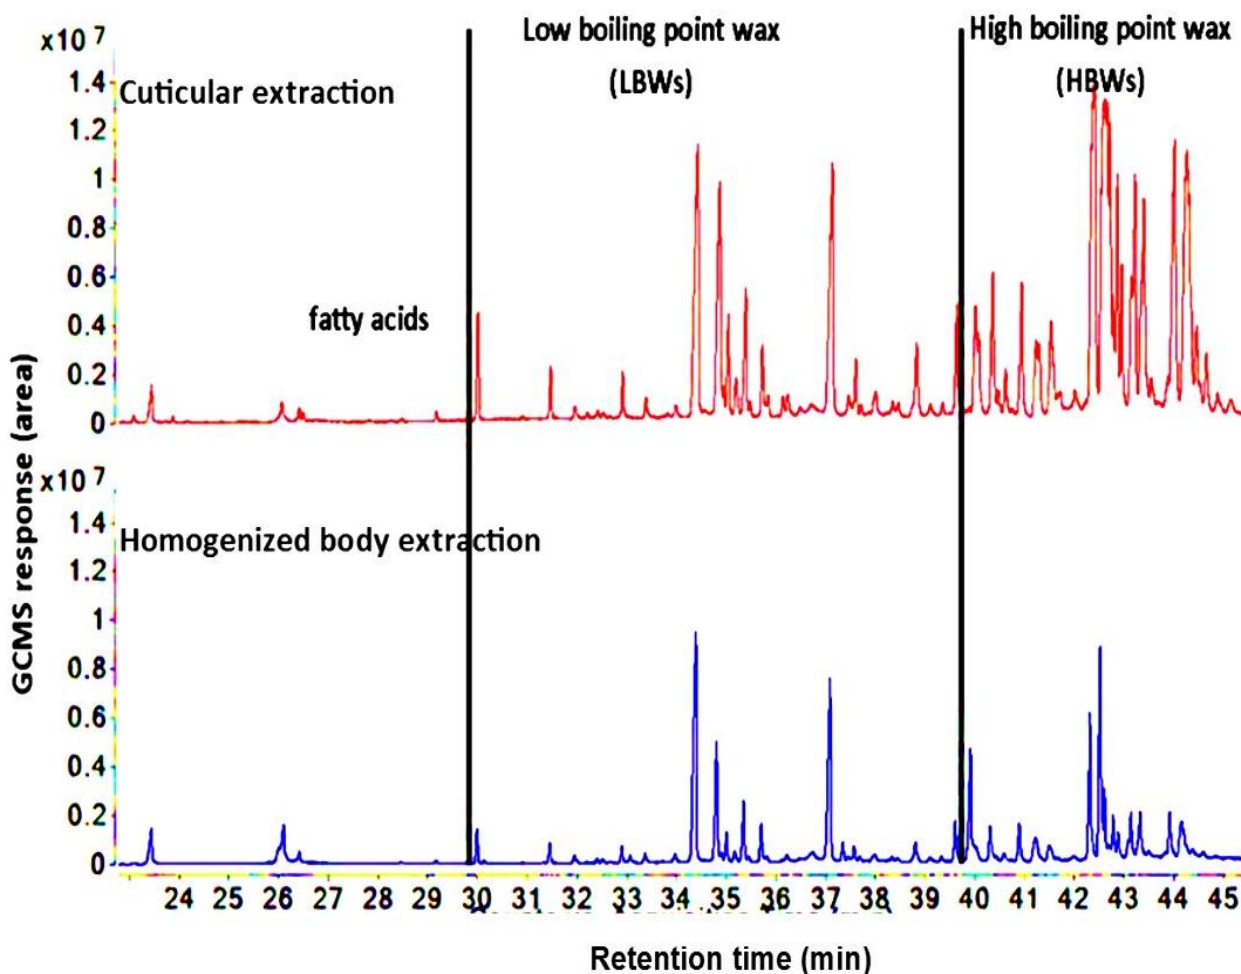 Low boiling point wax
(LBWs)
High boiling point wax
(HBWs)
x10 7
Cuticular extraction
1.4
1.2
1
0.8
0.6
0.4
0.2
0
fatty acids
GCMS response (area)
x10 7
Homogenized body extraction
1.4
1.2
1
0.8
0.6
0.4
0.2
0
24 25 26 27 28 29 30 31 32 33 34 35 36 37 38 39 40 41 42 43 44 45
Retention time (min)